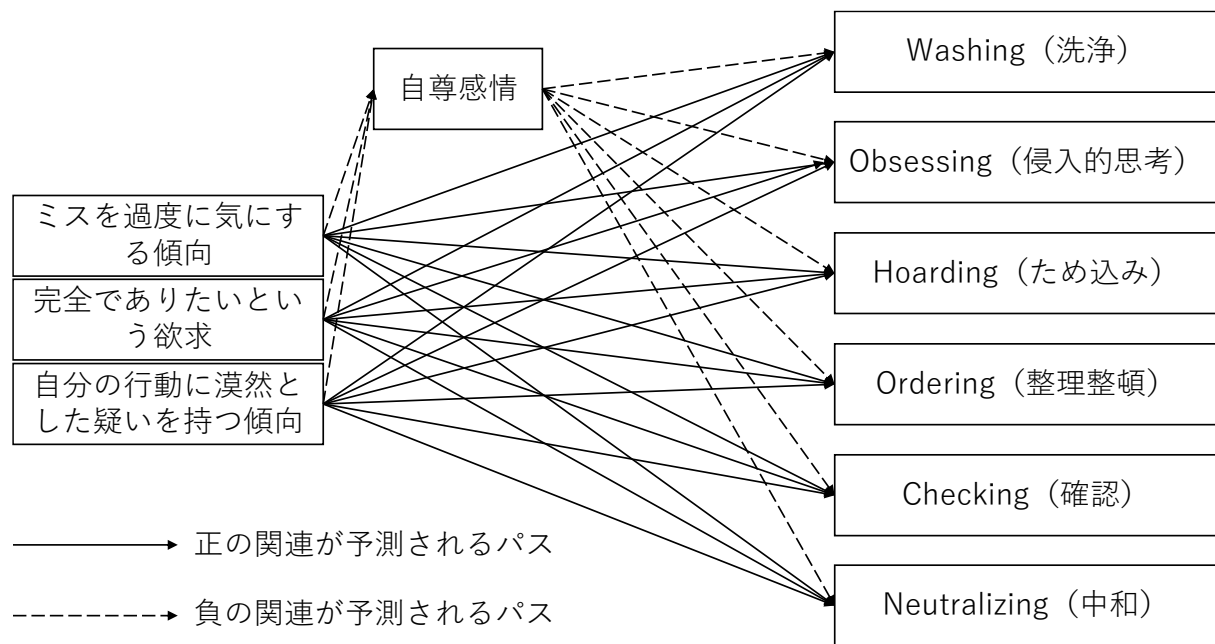 Washing（洗浄）
自尊感情
Obsessing（侵入的思考）
ミスを過度に気にす
る傾向
Hoarding（ため込み）
完全でありたいとい
う欲求
自分の行動に漠然と
した疑いを持つ傾向
Ordering（整理整頓）
Checking（確認）
正の関連が予測されるパス
Neutralizing（中和）
負の関連が予測されるパス